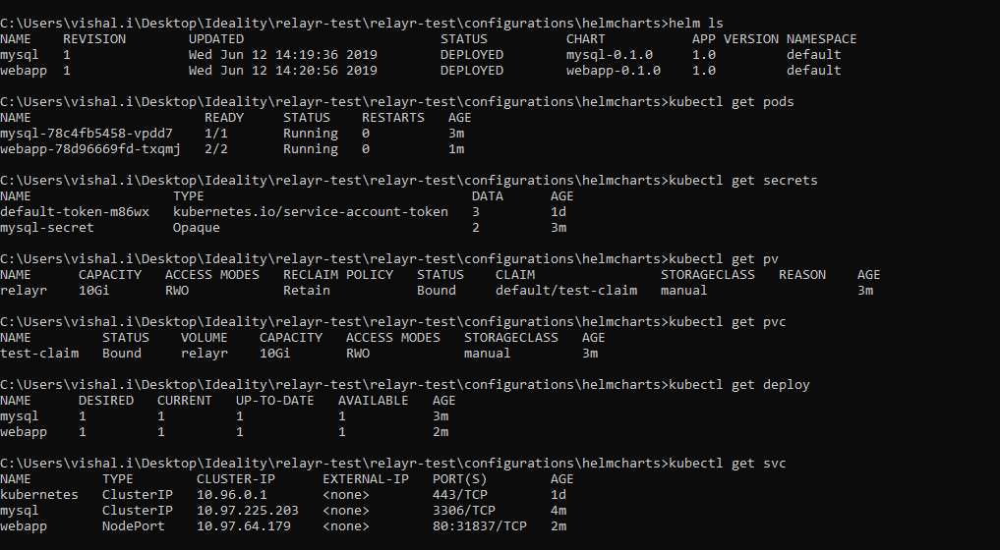 C:\Users\vishal.i\Desktop\Ideality\relayr-test\relayr-test\configurations\helmcharts>helm ls
NAME    REVISION        UPDATED                         STATUS          CHART           APP VERSION NAMESPACE
mysql   1               Wed Jun 12 14:19:36 2019        DEPLOYED        mysql-0.1.0     1.0         default
webapp  1               Wed Jun 12 14:20:56 2019        DEPLOYED        webapp-0.1.0    1.0         default
C:\Users\vishal.i\Desktop\Ideality\relayr-test\relayr-test\configurations\helmcharts>kubectl get pods
NAME                      READY     STATUS    RESTARTS   AGE
mysql-78c4fb5458-vpdd7    1/1       Running   0          3m
webapp-78d96669fd-txqmj   2/2       Running   0          1m
C:\Users\vishal.i\Desktop\Ideality\relayr-test\relayr-test\configurations\helmcharts>kubectl get secrets
NAME                  TYPE                                  DATA      AGE
default-token-m86wx   kubernetes.io/service-account-token   3         1d
mysql-secret          Opaque                                2         3m
C:\Users\vishal.i\Desktop\Ideality\relayr-test\relayr-test\configurations\helmcharts>kubectl get pv
NAME      CAPACITY   ACCESS MODES   RECLAIM POLICY   STATUS    CLAIM                STORAGECLASS   REASON    AGE
relayr    10Gi       RWO            Retain           Bound     default/test-claim   manual                   3m
C:\Users\vishal.i\Desktop\Ideality\relayr-test\relayr-test\configurations\helmcharts>kubectl get pvc
NAME         STATUS    VOLUME    CAPACITY   ACCESS MODES   STORAGECLASS   AGE
test-claim   Bound     relayr    10Gi       RWO            manual         3m
C:\Users\vishal.i\Desktop\Ideality\relayr-test\relayr-test\configurations\helmcharts>kubectl get deploy
NAME      DESIRED   CURRENT   UP-TO-DATE   AVAILABLE   AGE
mysql     1         1         1            1           3m
webapp    1         1         1            1           2m
C:\Users\vishal.i\Desktop\Ideality\relayr-test\relayr-test\configurations\helmcharts>kubectl get svc
NAME         TYPE        CLUSTER-IP      EXTERNAL-IP   PORT(S)        AGE
kubernetes   ClusterIP   10.96.0.1       <none>        443/TCP        1d
mysql        ClusterIP   10.97.225.203   <none>        3306/TCP       4m
webapp       NodePort    10.97.64.179    <none>        80:31837/TCP   2m